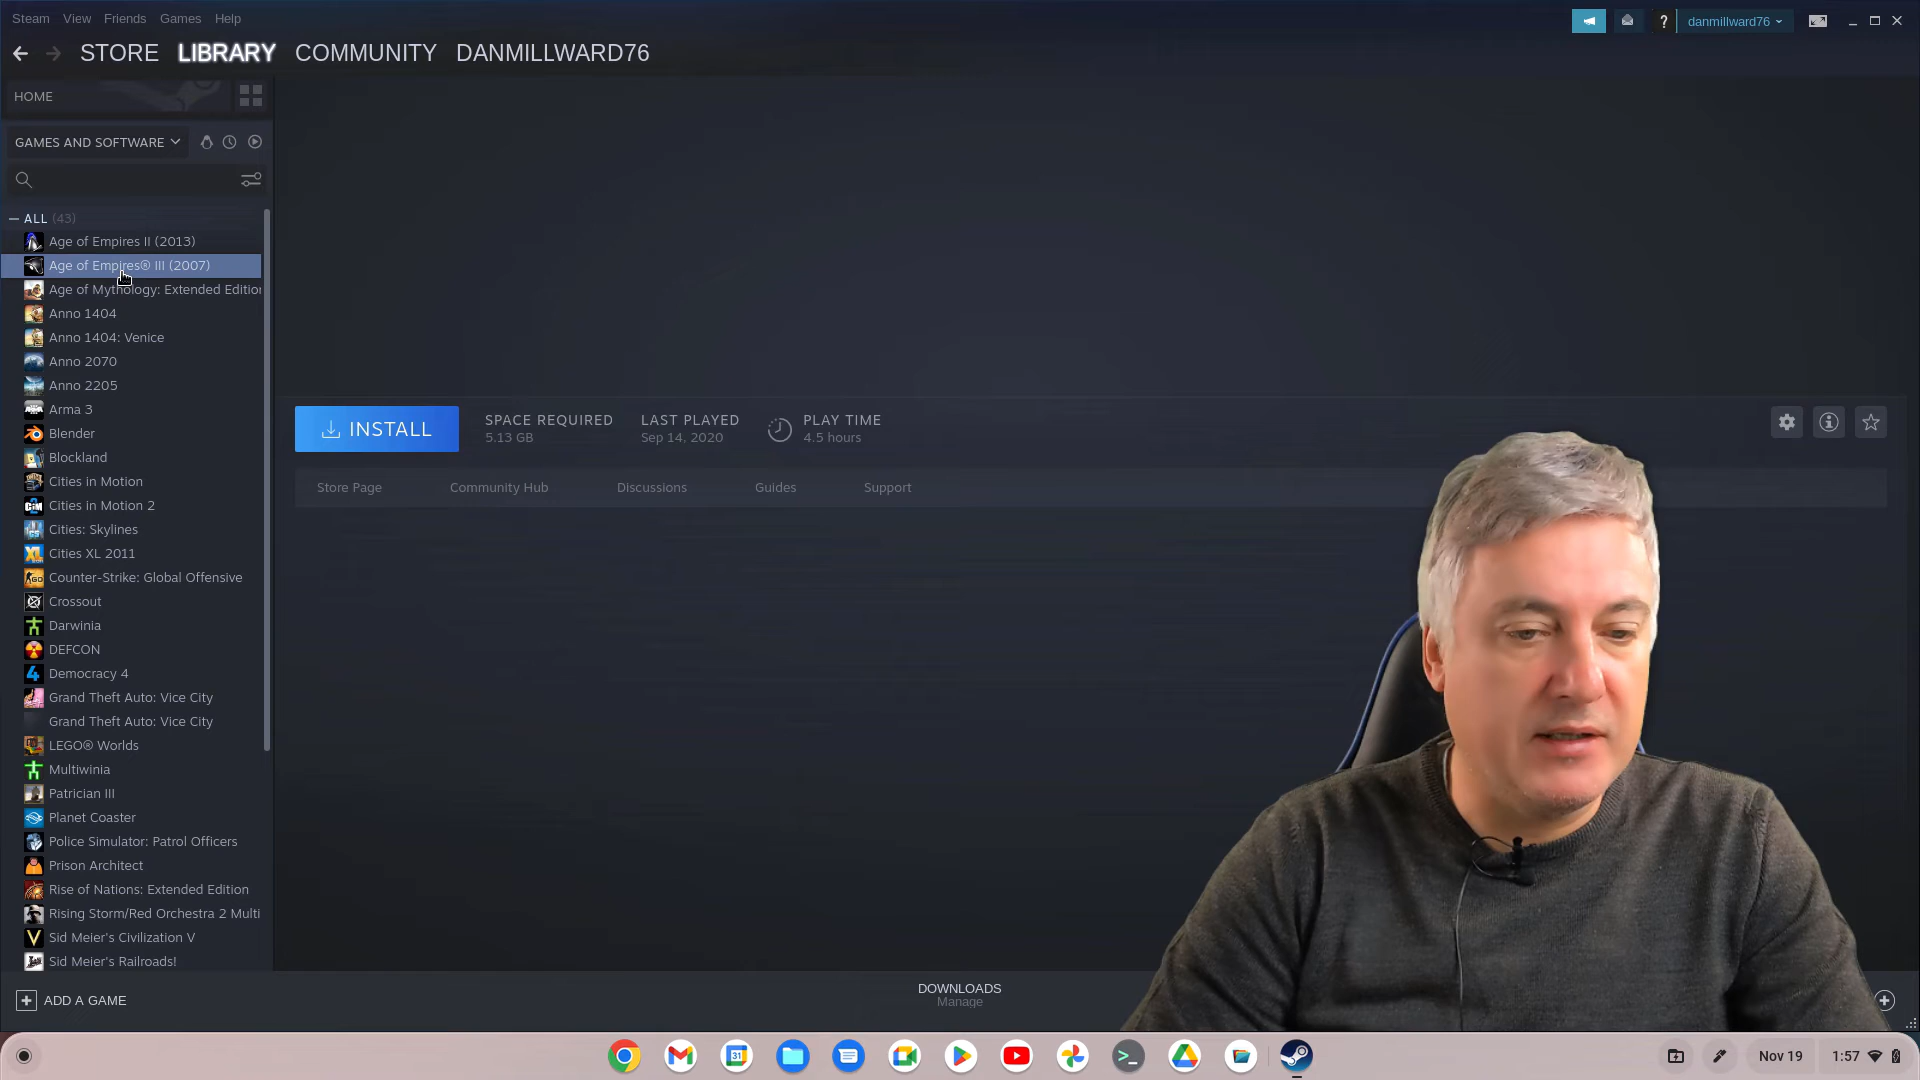 Steam View Friends Games Help
? danmillward76
STORE LIBRARY COMMUNITY DANMILLWARD76
HOME
GAMES AND SOFTWARE
ALL (43)
Age of Empires II (2013)
Age of Empires® III (2007)
Age of Mythology: Extended Edition
Anno 1404
Anno 1404: Venice
Anno 2070
Anno 2205
Arma 3
Blender
Blockland
Cities in Motion
Cities in Motion 2
Cities: Skylines
Cities XL 2011
Counter-Strike: Global Offensive
Crossout
Darwinia
DEFCON
Democracy 4
Grand Theft Auto: Vice City
Grand Theft Auto: Vice City
LEGO® Worlds
Multiwinia
Patrician III
Planet Coaster
Police Simulator: Patrol Officers
Prison Architect
Rise of Nations: Extended Edition
Rising Storm/Red Orchestra 2 Multi
Sid Meier's Civilization V
Sid Meier's Railroads!
INSTALL
SPACE REQUIRED
5.13 GB
LAST PLAYED
Sep 14, 2020
PLAY TIME
4.5 hours
Store Page Community Hub Discussions Guides Support
ADD A GAME
DOWNLOADS
Manage
31
Nov 19 1:57